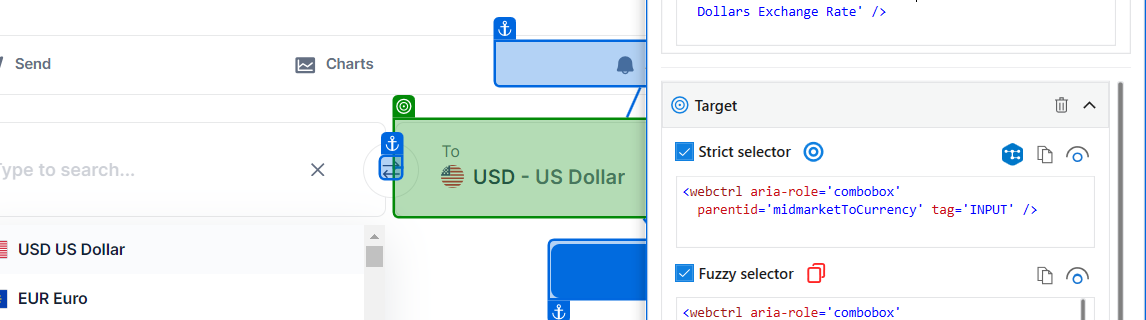 Send
Charts
Type to search...
To
USD - US Dollar
USD US Dollar
EUR Euro
Dollars Exchange Rate' />
Target
Strict selector
<webctrl aria-role='combobox'
parentid='midmarketToCurrency' tag='INPUT' />
Fuzzy selector
<webctrl aria-role='combobox'